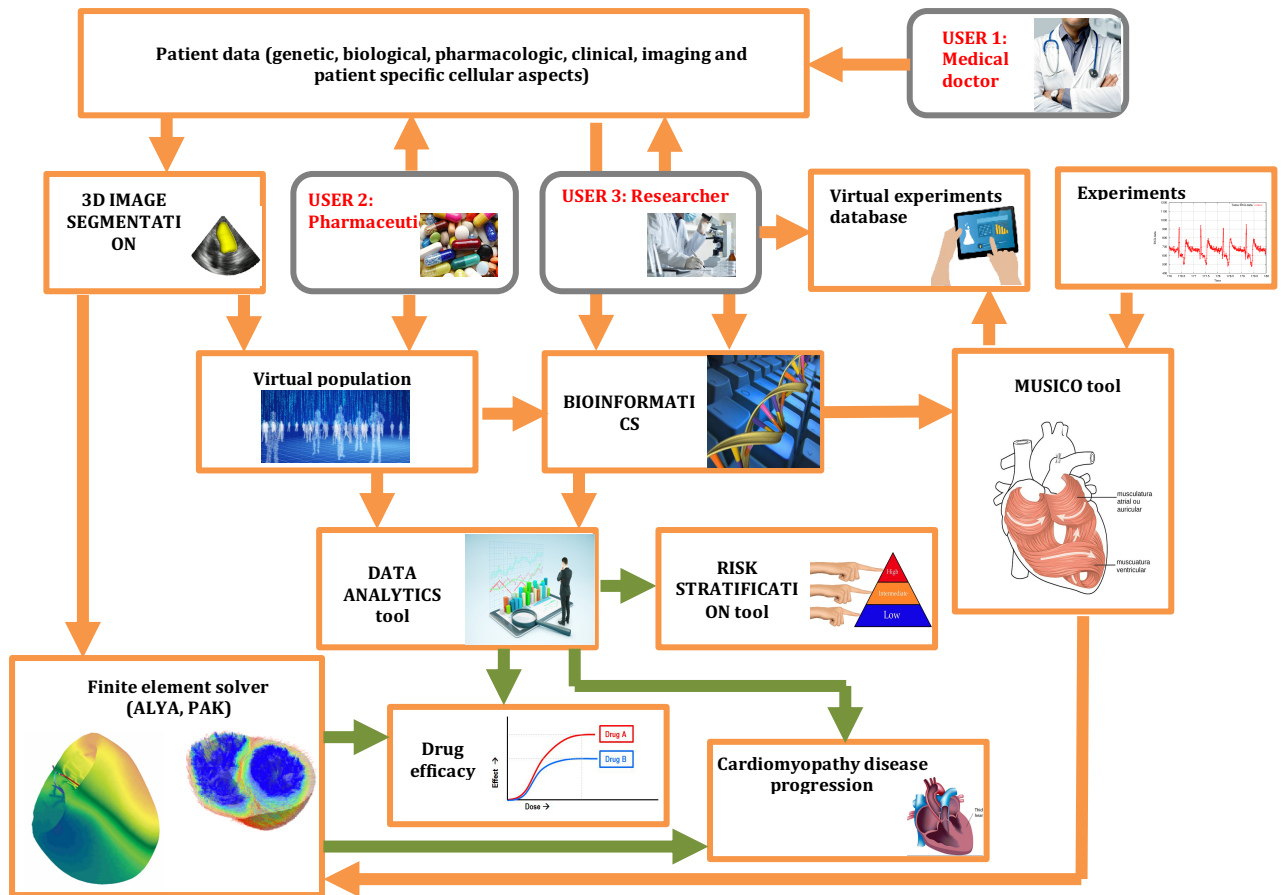 Patient data (genetic, biological, pharmacologic, clinical, imaging and
patient specific cellular aspects)
USER 1:
Medical
doctor
3D IMAGE
SEGMENTATI
ON
USER 2:
Pharmaceutic
USER 3: Researcher
Virtual experiments
database
Experiments
Virtual population
BIOINFORMATI
CS
MUSICO tool
musculatura
atrial ou
auricular
muscuatura
ventricular
DATA
ANALYTICS
tool
RISK
STRATIFICATI
ON tool
High
Intermediate
Low
Finite element solver
(ALYA, PAK)
Drug
efficacy
Effect →
Drug A
Drug B
Dose →
Cardiomyopathy disease
progression